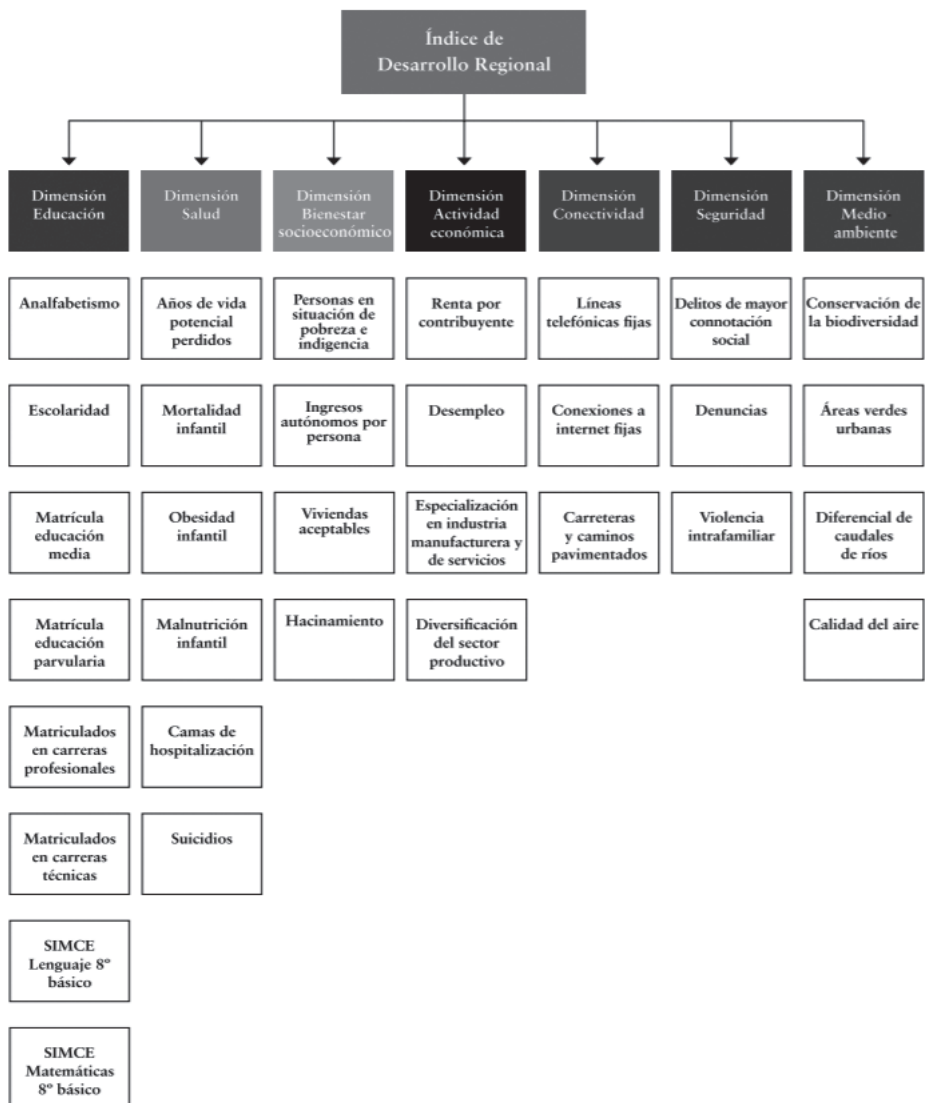 Índice de
Desarrollo Regional
Dimensión
Educación
Dimensión
Salud
Dimensión
Bienestar
socioeconómico
Dimensión
Actividad
económica
Dimensión
Conectividad
Dimensión
Seguridad
Dimensión
Medio
ambiente
Analfabetismo
Años de vida
potencial
perdidos
Personas en
situación de
pobreza e
indigencia
Renta por
contribuyente
Líneas
telefónicas fijas
Delitos de mayor
connotación
social
Conservación de
la biodiversidad
Escolaridad
Mortalidad
infantil
Ingresos
autónomos por
persona
Desempleo
Conexiones a
internet fijas
Denuncias
Áreas verdes
urbanas
Matrícula
educación
media
Obesidad
infantil
Viviendas
aceptables
Especialización
en industria
manufacturera y
de servicios
Carreteras
y caminos
pavimentados
Violencia
intrafamiliar
Diferencial de
caudales
de ríos
Matrícula
educación
parvularia
Malnutrición
infantil
Hacinamiento
Diversificación
del sector
productivo
Calidad del aire
Matriculados
en carreras
profesionales
Camas de
hospitalización
Matriculados
en carreras
técnicas
Suicidios
SIMCE
Lenguaje 8º
básico
SIMCE
Matemáticas
8º básico